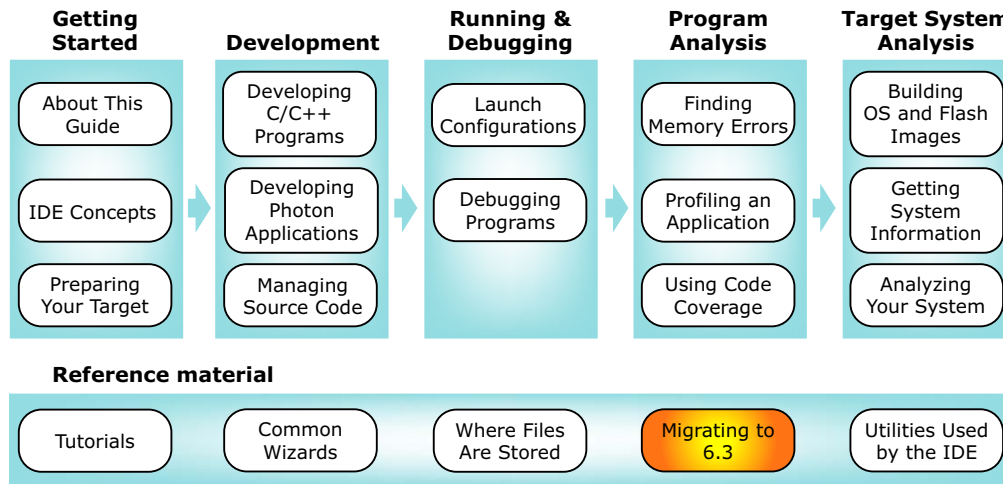 Getting
Started
Development
Running &
Debugging
Program
Analysis
Target System
Analysis
About This
Guide
IDE Concepts
Preparing
Your Target
Developing
C/C++
Programs
Developing
Photon
Applications
Managing
Source Code
Launch
Configurations
Debugging
Programs
Finding
Memory Errors
Profiling an
Application
Using Code
Coverage
Building
OS and Flash
Images
Getting
System
Information
Analyzing
Your System
Reference material
Tutorials
Common
Wizards
Where Files
Are Stored
Migrating to
6.3
Utilities Used
by the IDE